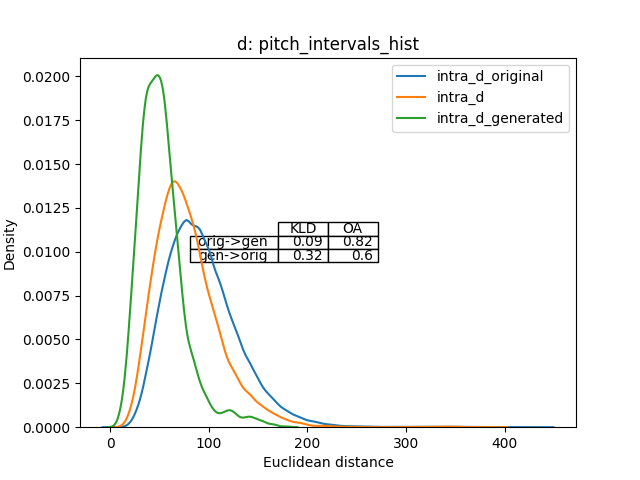 d: pitch_intervals_hist
intra_d_original
intra_d
intra_d_generated
KLD OA
orig->gen 0.09 0.82
gen->orig 0.32 0.6
0.0200
0.0175
0.0150
0.0125
0.0100
0.0075
0.0050
0.0025
0.0000
Density
0 100 200 300 400
Euclidean distance